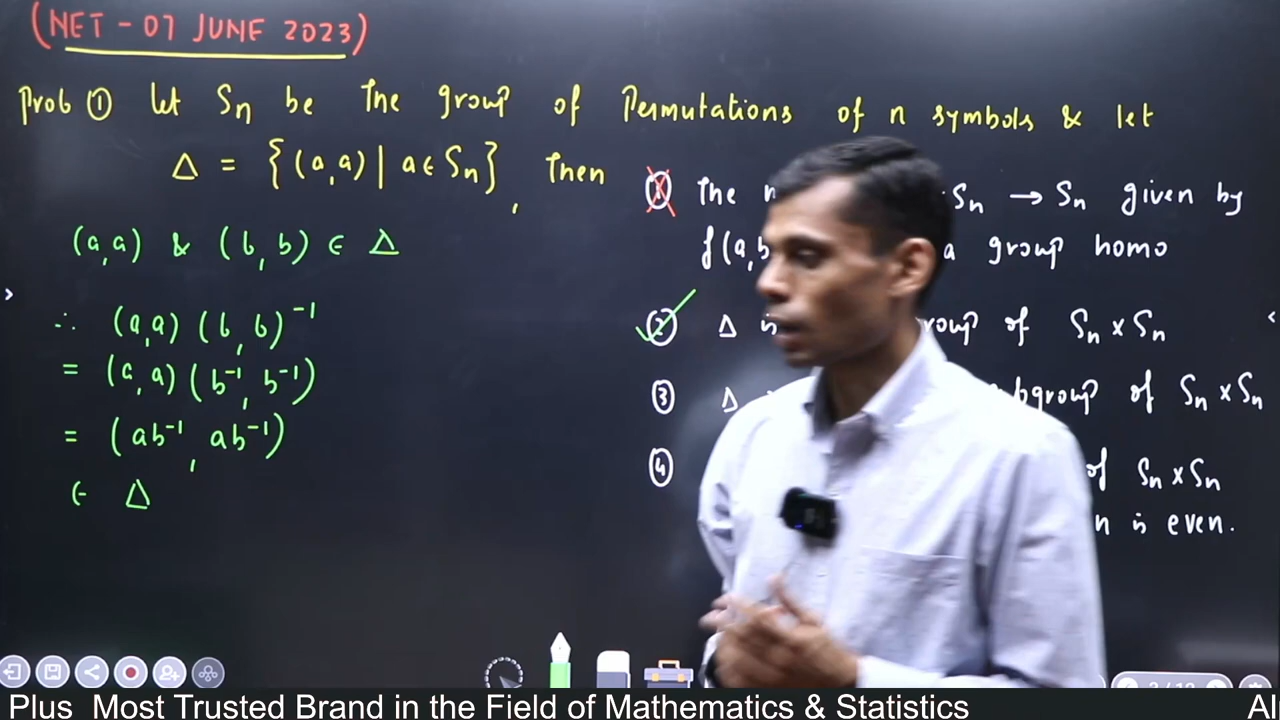 (NET - 07 JUNE 2023)
Prob ① let Sn be the group of Permutations of n symbols & let
Δ = {(a,a) | a ∈ Sn}, Then
① The Sn → Sn given by
f(a,b a group homo
② Δ of Sn × Sn
③ Δ of Sn × Sn
④ of Sn × Sn
n is even.
(a,a) & (b,b) ∈ Δ
∴ (a,a) (b,b)⁻¹
= (a,a) (b⁻¹, b⁻¹)
= (ab⁻¹, ab⁻¹)
∈ Δ
Plus Most Trusted Brand in the Field of Mathematics & Statistics Al